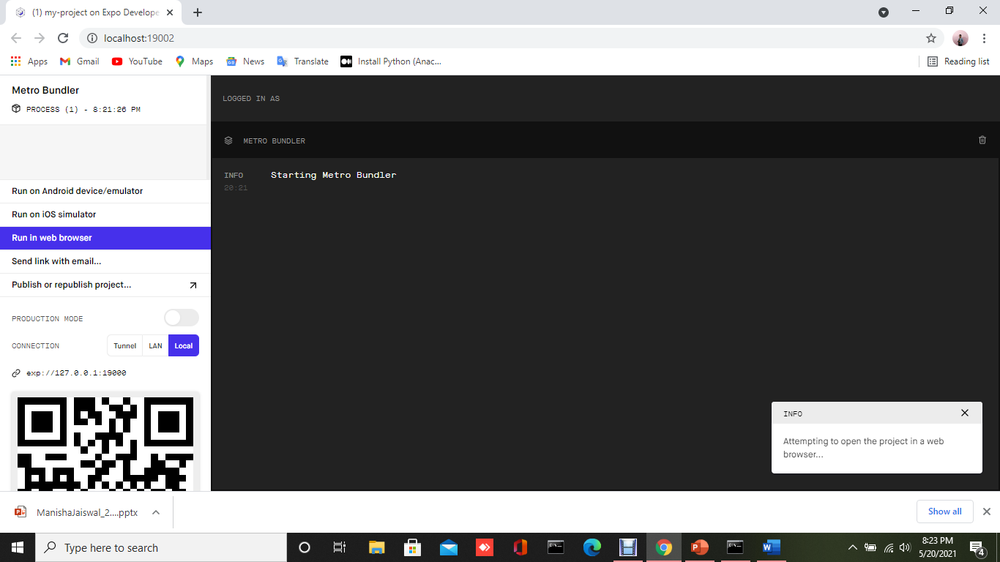 (1) my-project on Expo Develope
localhost:19002
Apps Gmail YouTube Maps News Translate Install Python (Anac... Reading list
Metro Bundler
PROCESS (1) - 8:21:26 PM
Run on Android device/emulator
Run on iOS simulator
Run in web browser
Send link with email...
Publish or republish project...
PRODUCTION MODE
CONNECTION Tunnel LAN Local
exp://127.0.0.1:19000
LOGGED IN AS
METRO BUNDLER
INFO Starting Metro Bundler
20:21
INFO
Attempting to open the project in a web
browser...
ManishaJaiswal_2....pptx
Show all
Type here to search
8:23 PM
5/20/2021
4